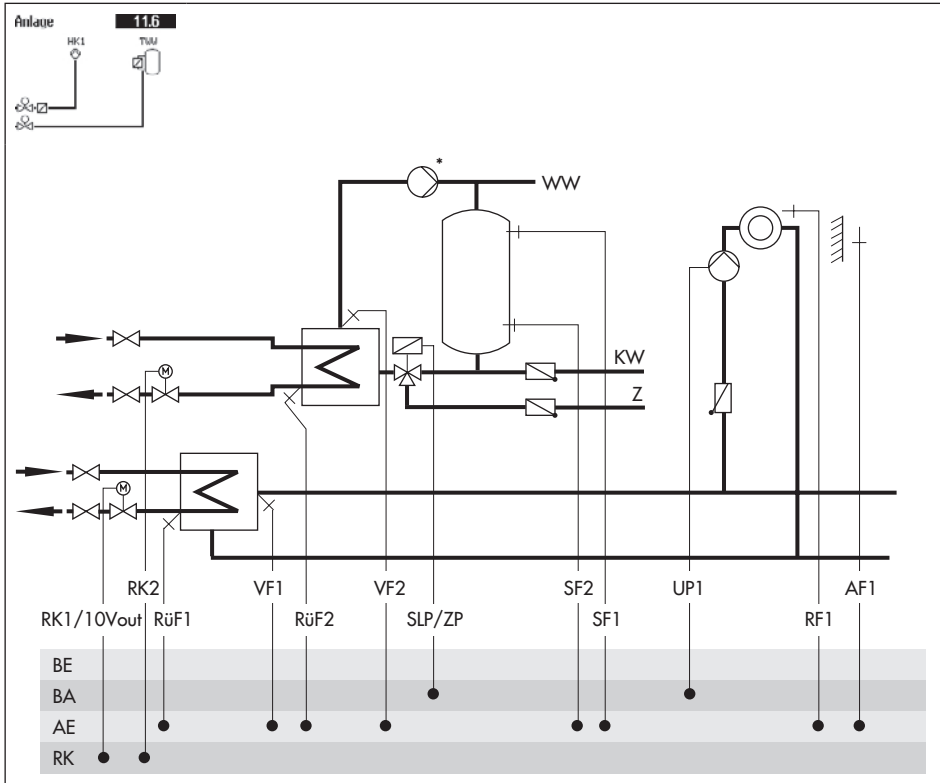 Anlage 11.6
HK1 TWW
*
WW
KW
Z
M
M
RK2 VF1 VF2 SF2 UP1 AF1
RK1/10Vout RüF1 RüF2 SLP/ZP SF1 RF1
BE
BA
AE
RK